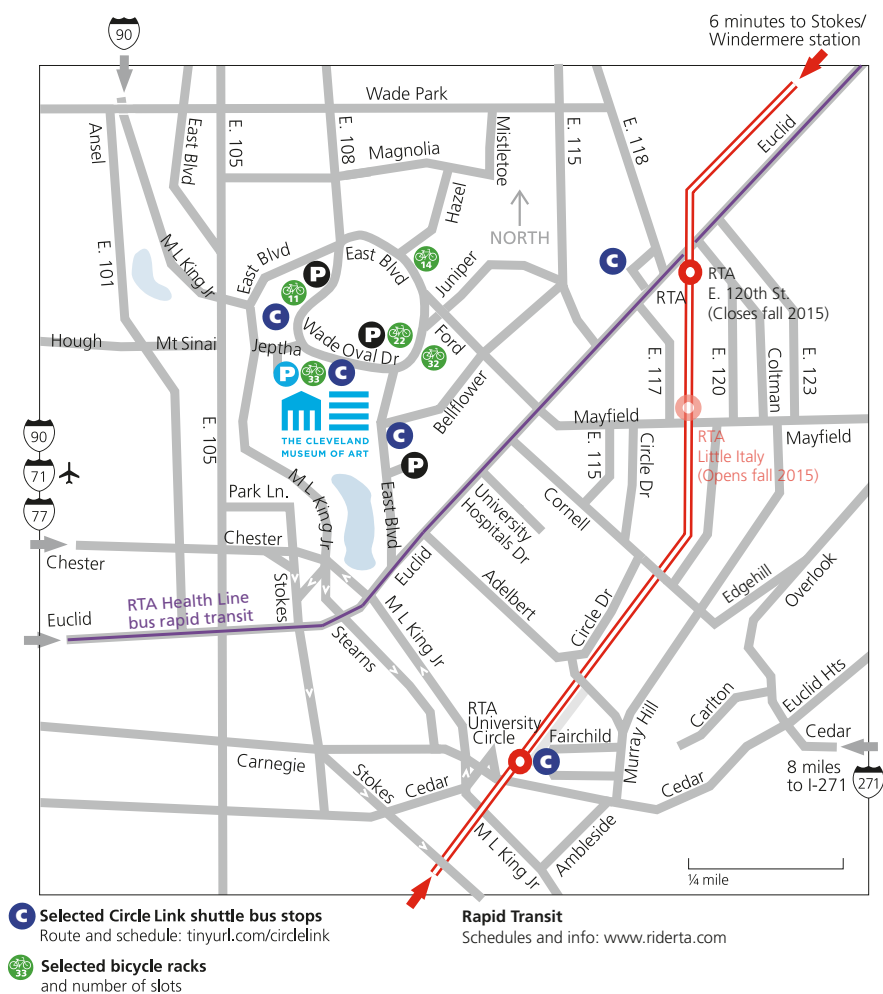 6 minutes to Stokes/
Windermere station
90
Wade Park
Ansel
East Blvd
E. 105
E. 108
Magnolia
Mistletoe
E. 115
E. 118
Euclid
Hazel
NORTH
E. 101
M L King Jr
East Blvd
P
East Blvd
14
Juniper
C
11
C
RTA
RTA
E. 120th St.
(Closes fall 2015)
Hough
Mt Sinai
Jeptha
Wade Oval Dr
P
22
Ford
32
P
33
C
Bellflower
E. 117
E. 120
Coltman
E. 123
THE CLEVELAND
MUSEUM OF ART
E. 105
C
P
Mayfield
Mayfield
RTA
Little Italy
(Opens fall 2015)
E. 115
Circle Dr
90
71
77
Park Ln.
M L King Jr
East Blvd
University
Hospitals Dr
Cornell
Chester
Chester
Stokes
Euclid
Adelbert
Edgehill
Overlook
Euclid
RTA Health Line
bus rapid transit
Stearns
M L King Jr
Circle Dr
RTA
University
Circle
C
Fairchild
Murray Hill
Carlton
Euclid Hts
Cedar
8 miles
to I-271
271
Carnegie
Stokes
Cedar
Cedar
M L King Jr
Ambleside
¼ mile
C Selected Circle Link shuttle bus stops
Route and schedule: tinyurl.com/circlelink
Rapid Transit
Schedules and info: www.riderta.com
33 Selected bicycle racks
and number of slots